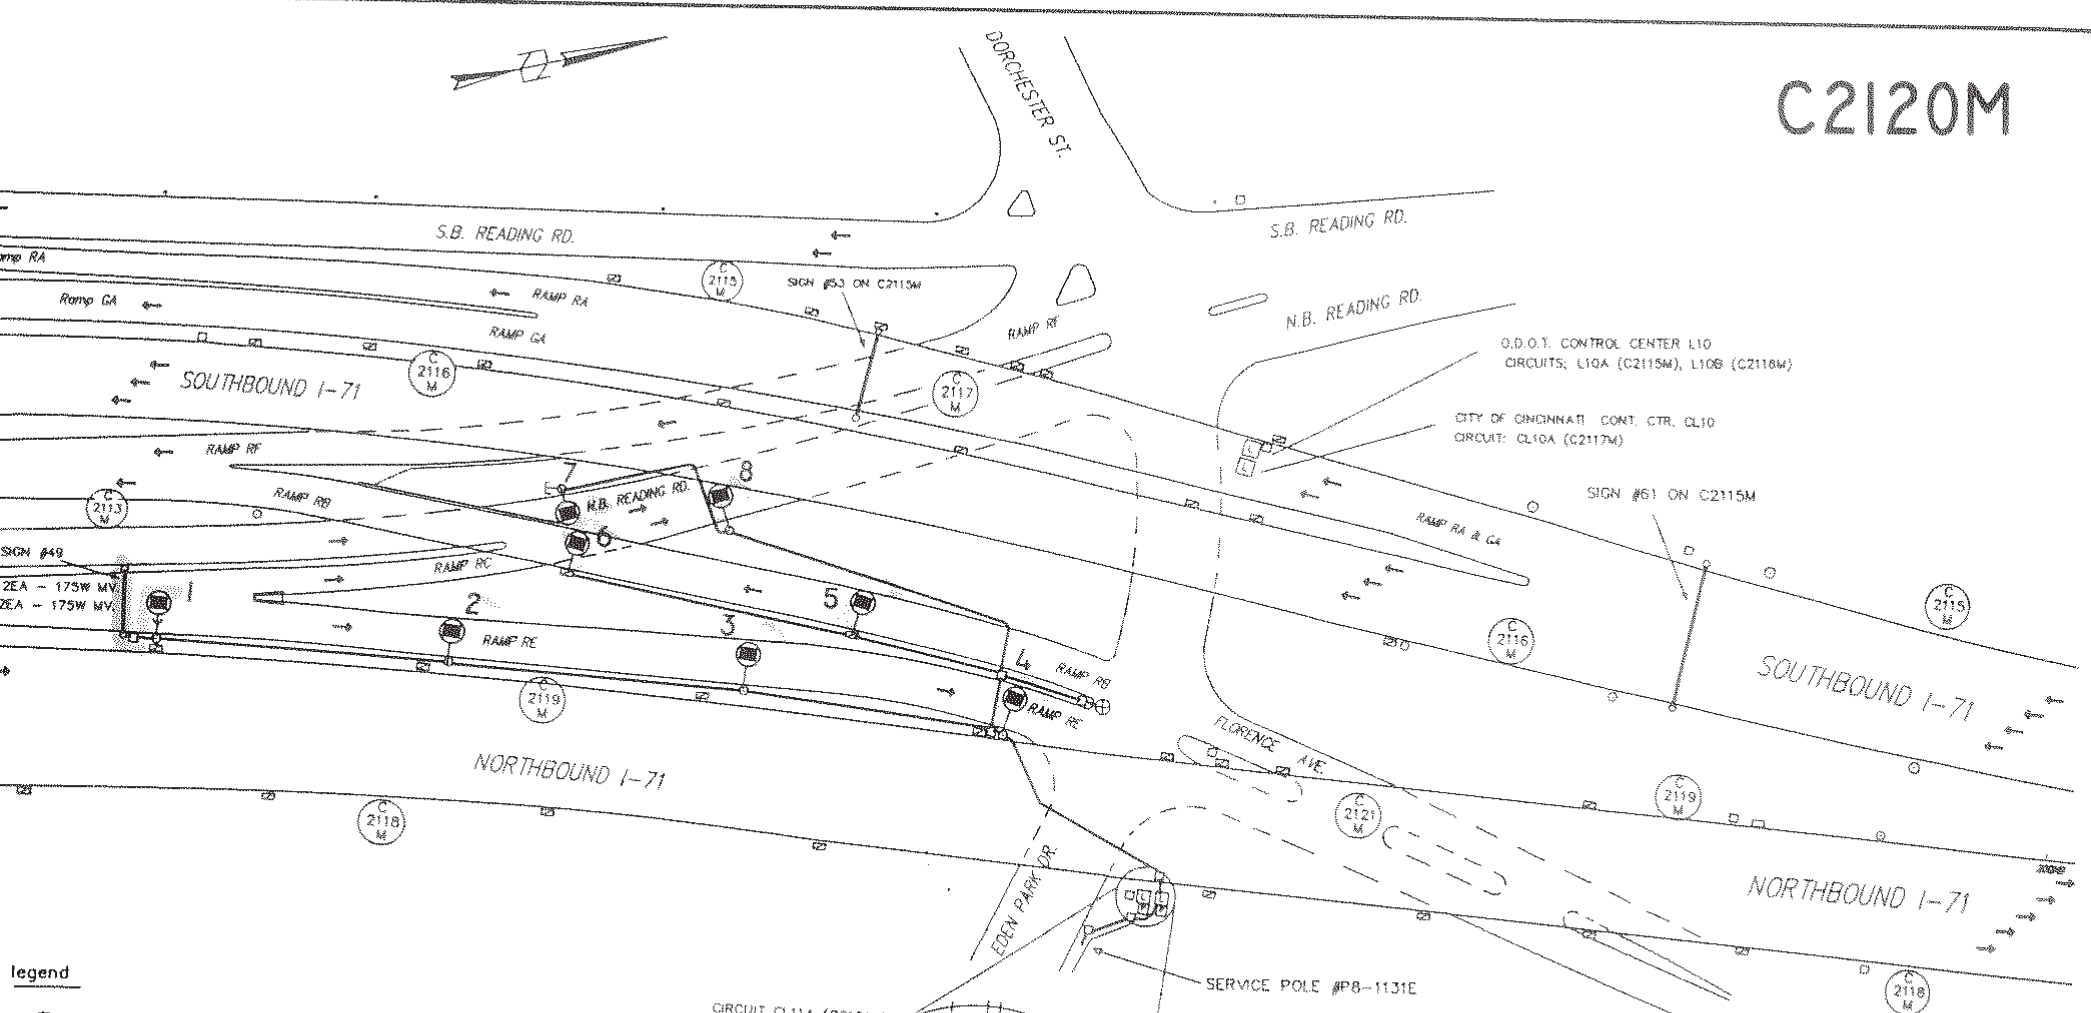 C2120M
DORCHESTER ST.
S.B. READING RD.
S.B. READING RD.
Ramp GA
RAMP RA
RAMP GA
C
2115
M
SIGN #53 ON C2115M
RAMP RF
N.B. READING RD.
O.D.O.T. CONTROL CENTER L10
CIRCUITS; L10A (C2115M), L10B (C2116M)
C
2116
M
SOUTHBOUND I-71
C
2117
M
CITY OF CINCINNATI CONT. CTR. CL10
CIRCUIT: CL10A (C2117M)
RAMP RF
7
8
N.B. READING RD.
RAMP RB
C
2113
M
SIGN #61 ON C2115M
RAMP RA & GA
6
SIGN #49
2EA - 175W MV
2EA - 175W MV
1
RAMP RC
2
RAMP RE
3
5
4
RAMP RB
RAMP RE
C
2115
M
C
2116
M
SOUTHBOUND I-71
C
2119
M
FLORENCE AVE.
NORTHBOUND I-71
C
2118
M
C
2121
M
C
2119
M
NORTHBOUND I-71
EDEN PARK DR.
SERVICE POLE #P8-1131E
C
2118
M
legend